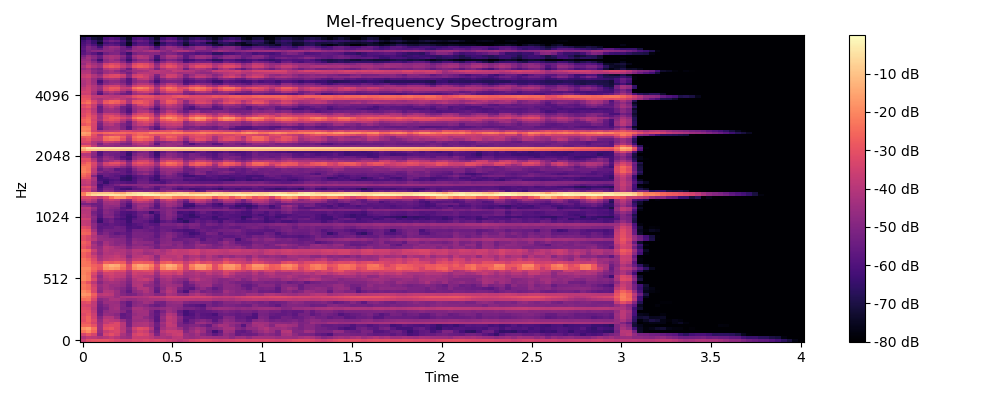 Mel-frequency Spectrogram
Hz
4096
2048
1024
512
0
0
0.5
1
1.5
2
2.5
3
3.5
4
Time
-10 dB
-20 dB
-30 dB
-40 dB
-50 dB
-60 dB
-70 dB
-80 dB